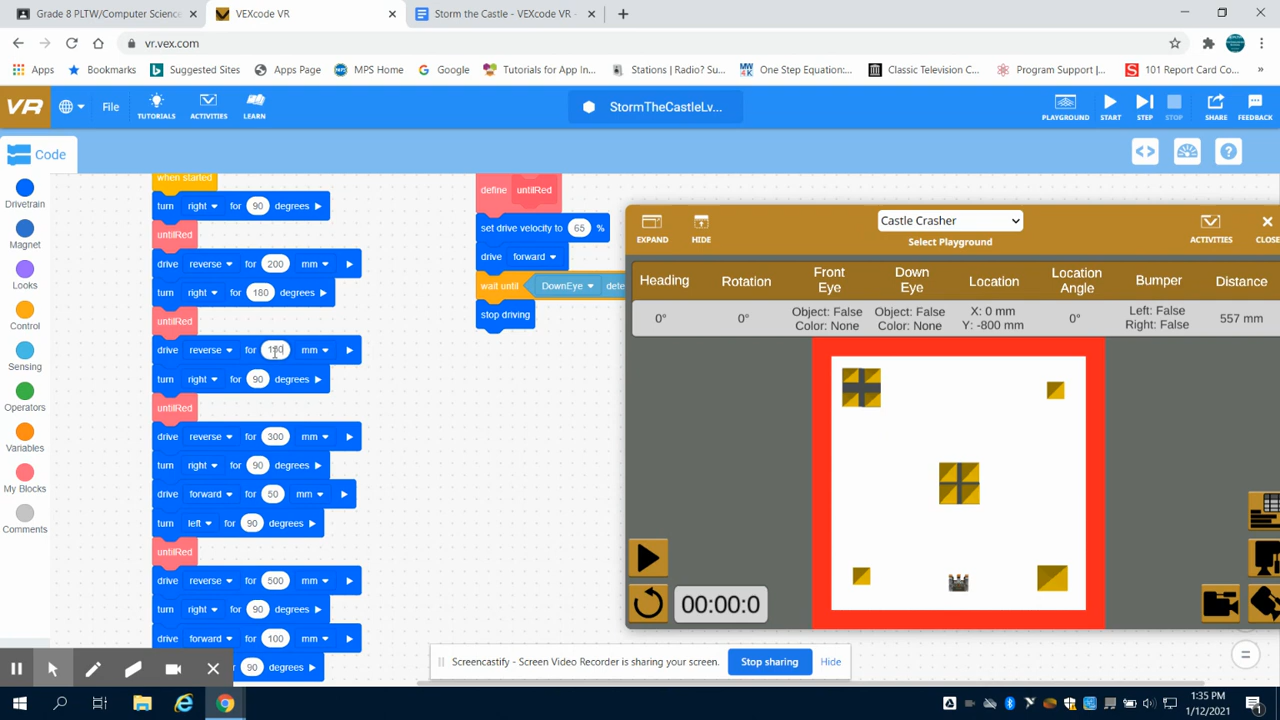 Grade 8 PLTW/Computer Science
VEXcode VR
Storm the Castle - VEXcode VR -
vr.vex.com
Apps
Bookmarks
Suggested Sites
Apps Page
MPS Home
Google
Tutorials for App In...
Stations | Radio? Su...
One Step Equation:...
Classic Television C...
Program Support |...
101 Report Card Co...
VR
File
TUTORIALS
ACTIVITIES
LEARN
StormTheCastleLv...
PLAYGROUND
START
STEP
STOP
SHARE
FEEDBACK
Code
Drivetrain
Magnet
Looks
Control
Sensing
Operators
Variables
My Blocks
Comments
when started
turn right for 90 degrees
untilRed
drive reverse for 200 mm
turn right for 180 degrees
untilRed
drive reverse for 150 mm
turn right for 90 degrees
untilRed
drive reverse for 300 mm
turn right for 90 degrees
drive forward for 50 mm
turn left for 90 degrees
untilRed
drive reverse for 500 mm
turn right for 90 degrees
drive forward for 100 mm
90 degrees
define untilRed
set drive velocity to 65 %
drive forward
wait until DownEye dete
stop driving
EXPAND
HIDE
Castle Crasher
Select Playground
ACTIVITIES
CLOSE
Heading Rotation Front Eye Down Eye Location Location Angle Bumper Distance
0° 0° Object: False Color: None Object: False Color: None X: 0 mm Y: -800 mm 0° Left: False Right: False 557 mm
00:00:0
Screencastify - Screen Video Recorder is sharing your screen.
Stop sharing
Hide
1:35 PM
1/12/2021
1